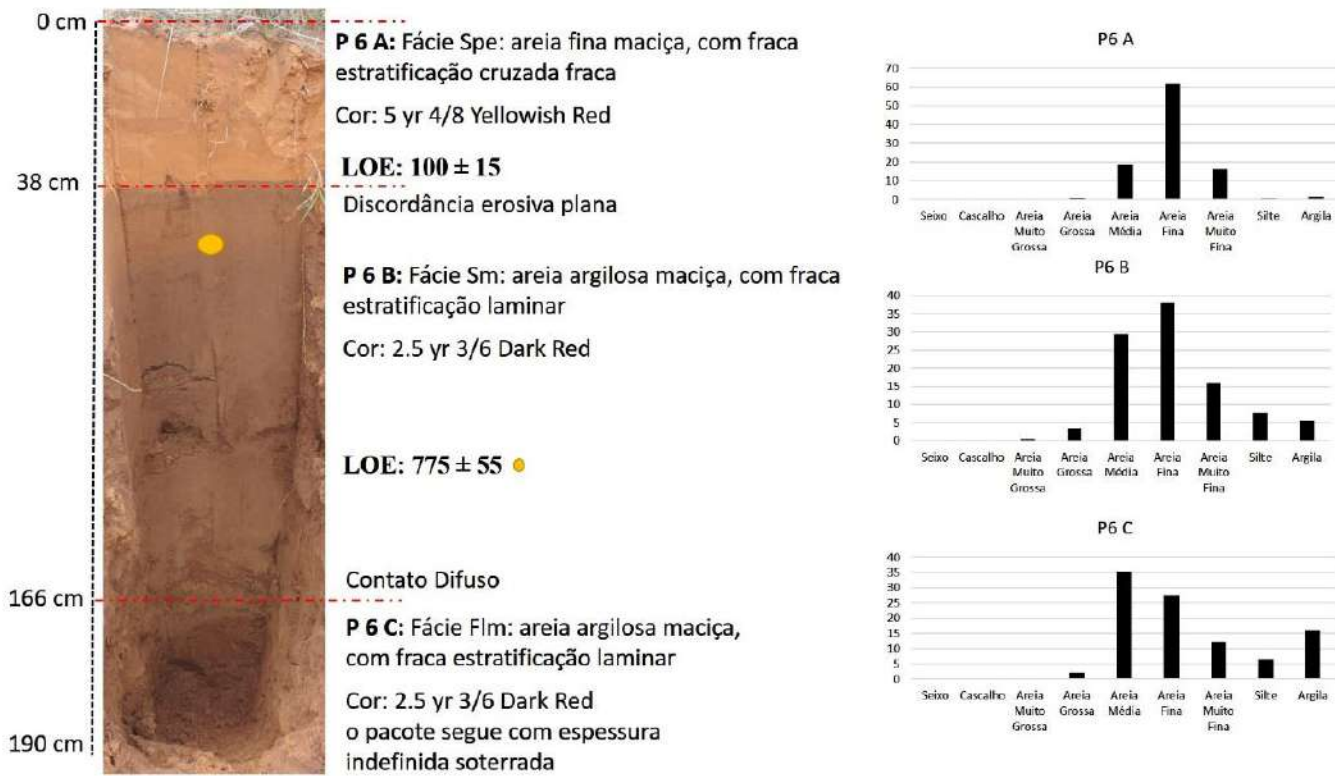 0 cm
P 6 A: Fácie Spe: areia fina maciça, com fraca
estratificação cruzada fraca
Cor: 5 yr 4/8 Yellowish Red
LOE: 100 ± 15
38 cm
Discordância erosiva plana
P 6 B: Fácie Sm: areia argilosa maciça, com fraca
estratificação laminar
Cor: 2.5 yr 3/6 Dark Red
LOE: 775 ± 55
Contato Difuso
166 cm
P 6 C: Fácie Flm: areia argilosa maciça,
com fraca estratificação laminar
Cor: 2.5 yr 3/6 Dark Red
o pacote segue com espessura
indefinida soterrada
190 cm
P6 A
70
60
50
40
30
20
10
0
Seixo Cascalho Areia Areia Areia Areia Areia Silte Argila
Muito Grossa Média Fina Muito
Grossa Fina
P6 B
40
35
30
25
20
15
10
5
0
Seixo Cascalho Areia Areia Areia Areia Areia Silte Argila
Muito Grossa Média Fina Muito
Grossa Fina
P6 C
40
35
30
25
20
15
10
5
0
Seixo Cascalho Areia Areia Areia Areia Areia Silte Argila
Muito Grossa Média Fina Muito
Grossa Fina